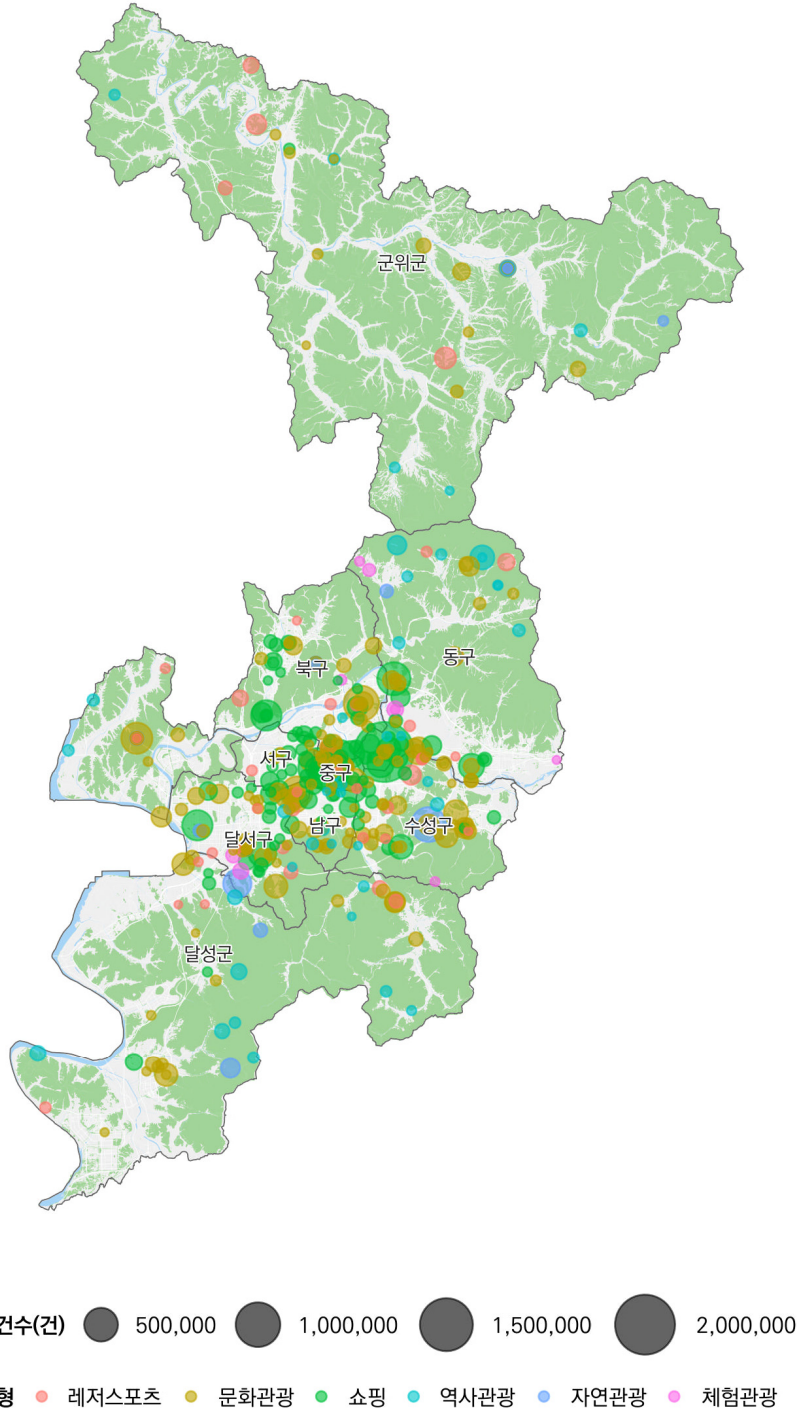 군위군
동구
북구
서구
중구
남구
수성구
달서구
달성군
건수(건) 500,000 1,000,000 1,500,000 2,000,000
형 레저스포츠 문화관광 쇼핑 역사관광 자연관광 체험관광